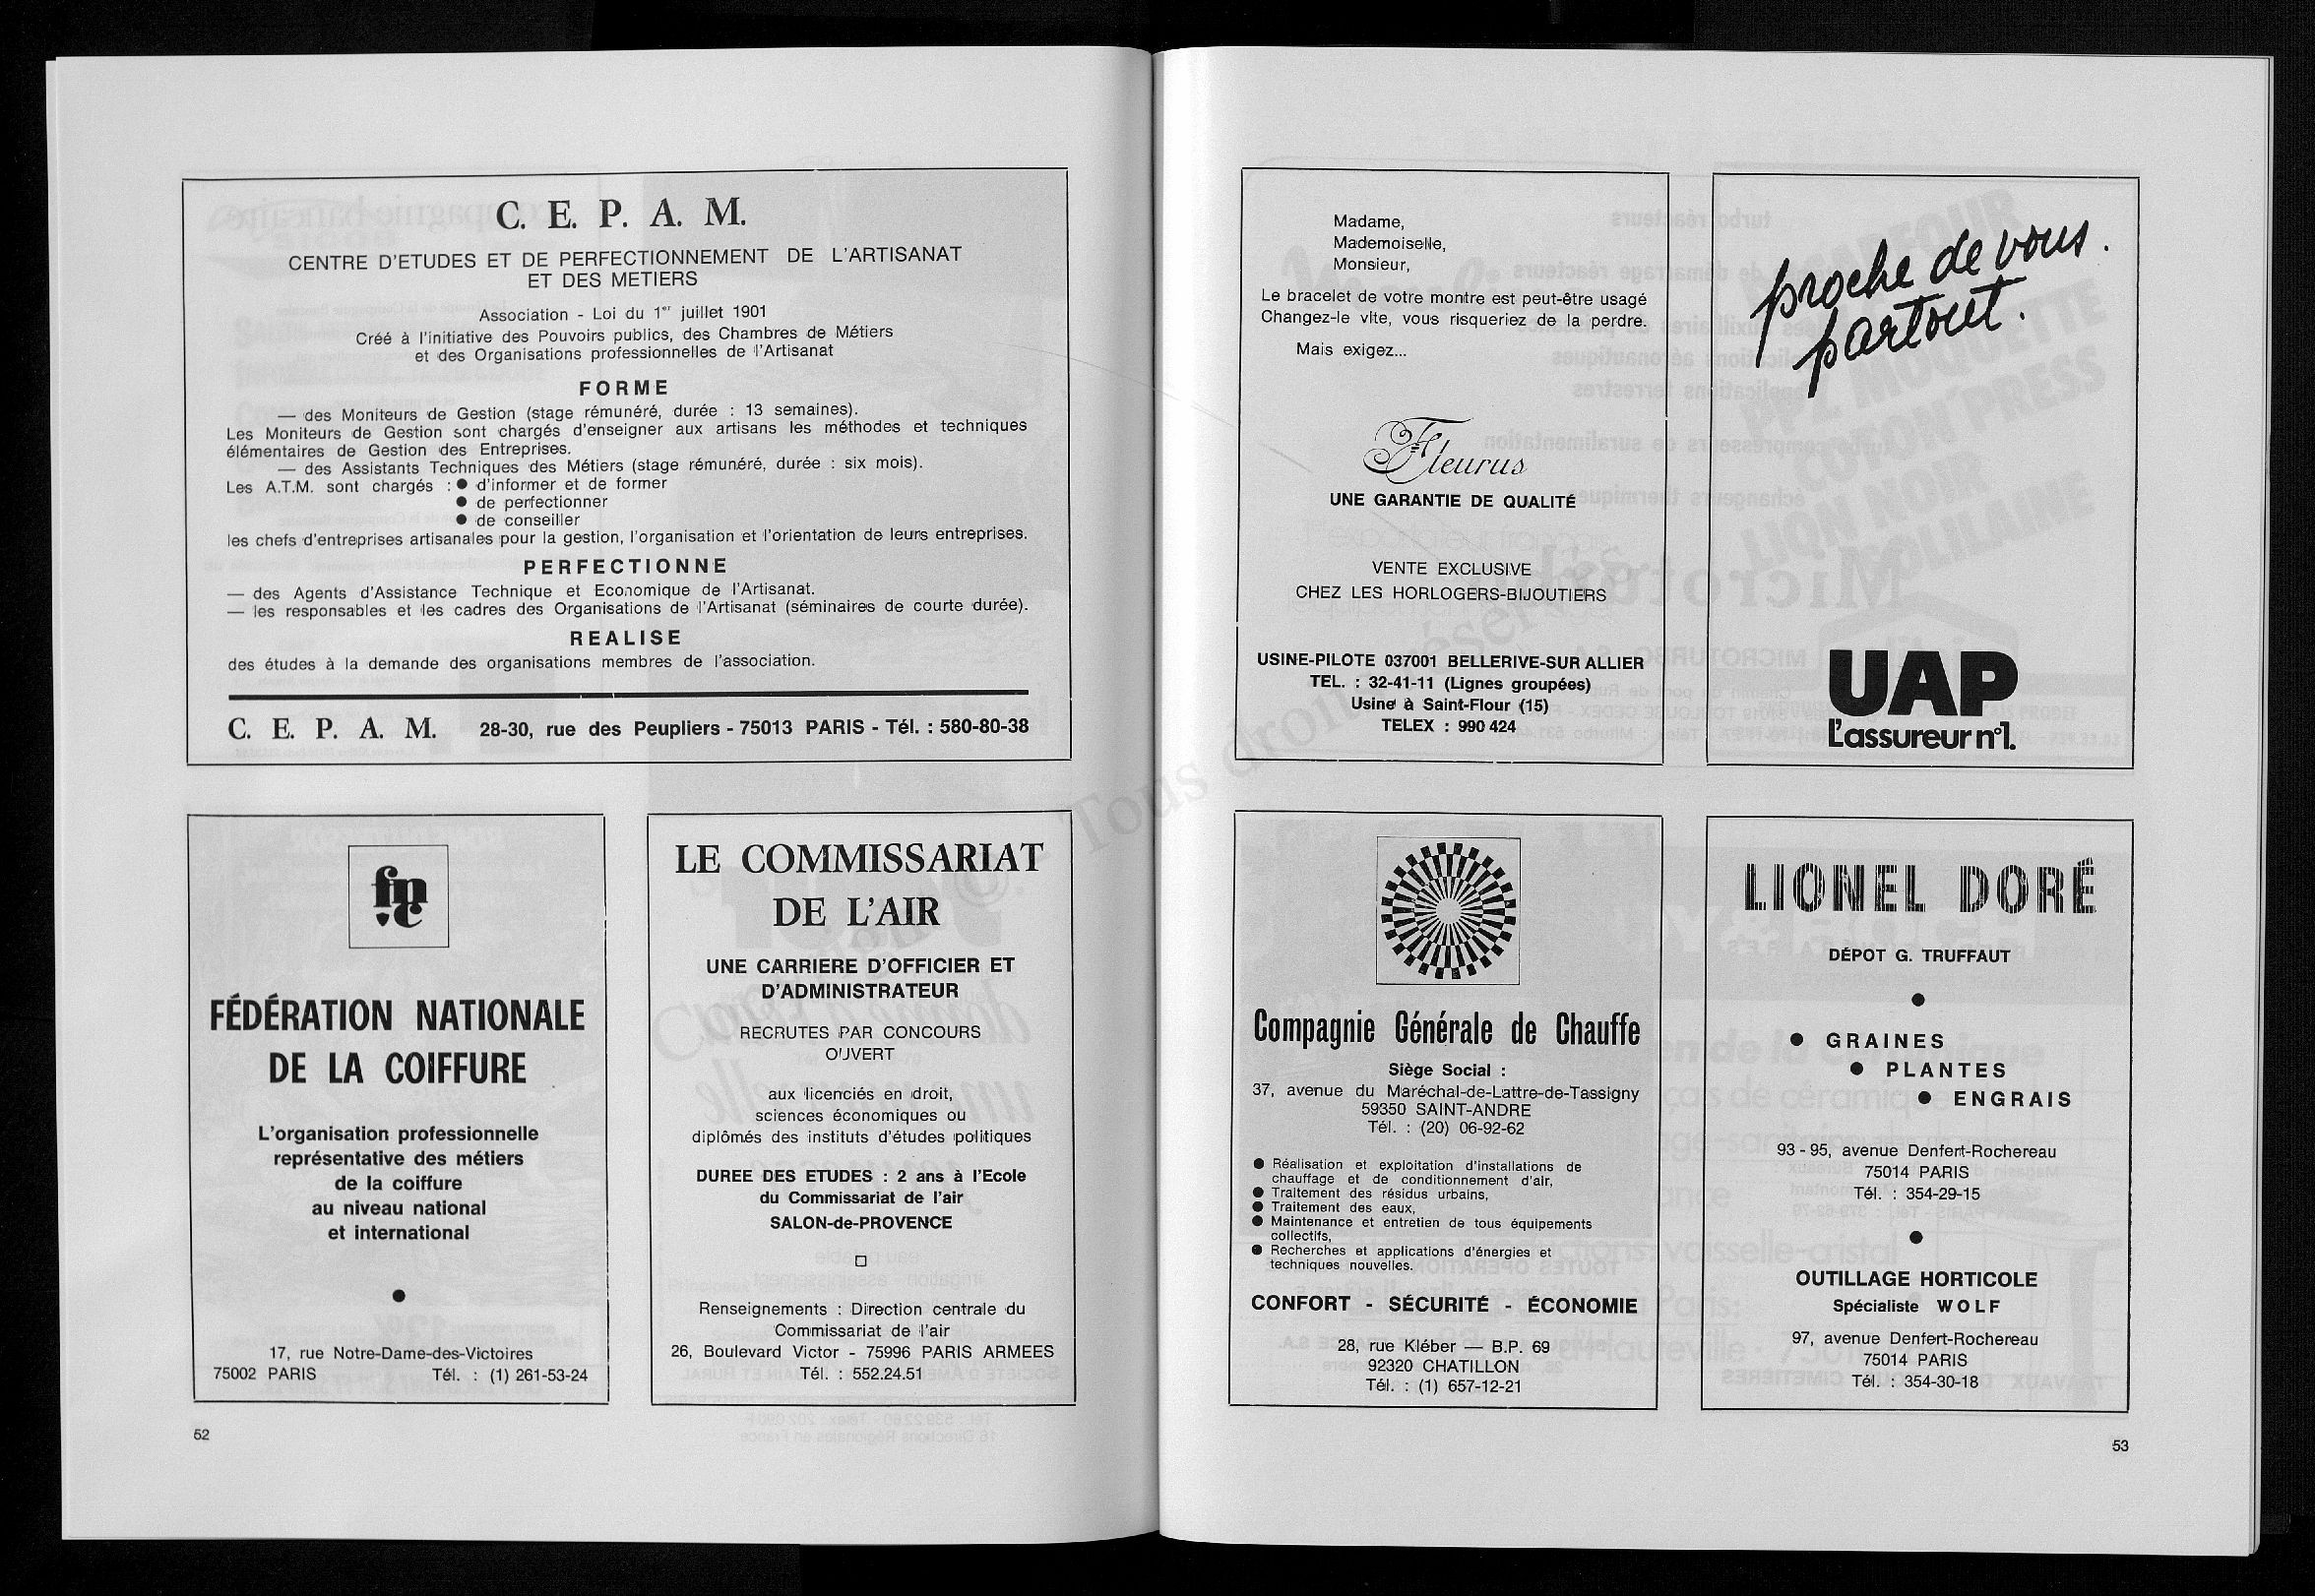 C. E. P. A. M.
CENTRE D'ETUDES ET DE PERFECTIONNEMENT DE L'ARTISANAT
ET DES METIERS
Association - Loi du 1er juillet 1901
Créé à l'initiative des Pouvoirs publics, des Chambres de Métiers
et des Organisations professionnelles de l'Artisanat
FORME
— des Moniteurs de Gestion (stage rémunéré, durée : 13 semaines).
Les Moniteurs de Gestion sont chargés d'enseigner aux artisans les méthodes et techniques
élémentaires de Gestion des Entreprises.
— des Assistants Techniques des Métiers (stage rémunéré, durée : six mois).
Les A.T.M. sont chargés : ● d'informer et de former
● de perfectionner
● de conseiller
les chefs d'entreprises artisanales pour la gestion, l'organisation et l'orientation de leurs entreprises.
PERFECTIONNE
— des Agents d'Assistance Technique et Economique de l'Artisanat.
— les responsables et les cadres des Organisations de l'Artisanat (séminaires de courte durée).
REALISE
des études à la demande des organisations membres de l'association.
C. E. P. A. M. 28-30, rue des Peupliers - 75013 PARIS - Tél. : 580-80-38
fnc
FÉDÉRATION NATIONALE
DE LA COIFFURE
L'organisation professionnelle
représentative des métiers
de la coiffure
au niveau national
et international
●
17, rue Notre-Dame-des-Victoires
75002 PARIS Tél. : (1) 261-53-24
LE COMMISSARIAT
DE L'AIR
UNE CARRIERE D'OFFICIER ET
D'ADMINISTRATEUR
RECRUTES PAR CONCOURS
OUVERT
aux licenciés en droit,
sciences économiques ou
diplômés des instituts d'études politiques
DUREE DES ETUDES : 2 ans à l'Ecole
du Commissariat de l'air
SALON-de-PROVENCE
Renseignements : Direction centrale du
Commissariat de l'air
26, Boulevard Victor - 75996 PARIS ARMEES
Tél. : 552.24.51
52
Madame,
Mademoiselle,
Monsieur,
Le bracelet de votre montre est peut-être usagé
Changez-le vite, vous risqueriez de la perdre.
Mais exigez...
Fleurus
UNE GARANTIE DE QUALITÉ
VENTE EXCLUSIVE
CHEZ LES HORLOGERS-BIJOUTIERS
USINE-PILOTE 037001 BELLERIVE-SUR ALLIER
TEL. : 32-41-11 (Lignes groupées)
Usine à Saint-Flour (15)
TELEX : 990 424
proche de vous.
partout.
UAP
L'assureur n°1.
Compagnie Générale de Chauffe
Siège Social :
37, avenue du Maréchal-de-Lattre-de-Tassigny
59350 SAINT-ANDRE
Tél. : (20) 06-92-62
● Réalisation et exploitation d'installations de
chauffage et de conditionnement d'air,
● Traitement des résidus urbains,
● Traitement des eaux,
● Maintenance et entretien de tous équipements
collectifs,
● Recherches et applications d'énergies et
techniques nouvelles.
CONFORT - SÉCURITÉ - ÉCONOMIE
28, rue Kléber — B.P. 69
92320 CHATILLON
Tél. : (1) 657-12-21
LIONEL DORÉ
DÉPOT G. TRUFFAUT
●
● GRAINES
● PLANTES
● ENGRAIS
93 - 95, avenue Denfert-Rochereau
75014 PARIS
Tél. : 354-29-15
●
OUTILLAGE HORTICOLE
Spécialiste WOLF
97, avenue Denfert-Rochereau
75014 PARIS
Tél. : 354-30-18
53
© Tous droits réservés